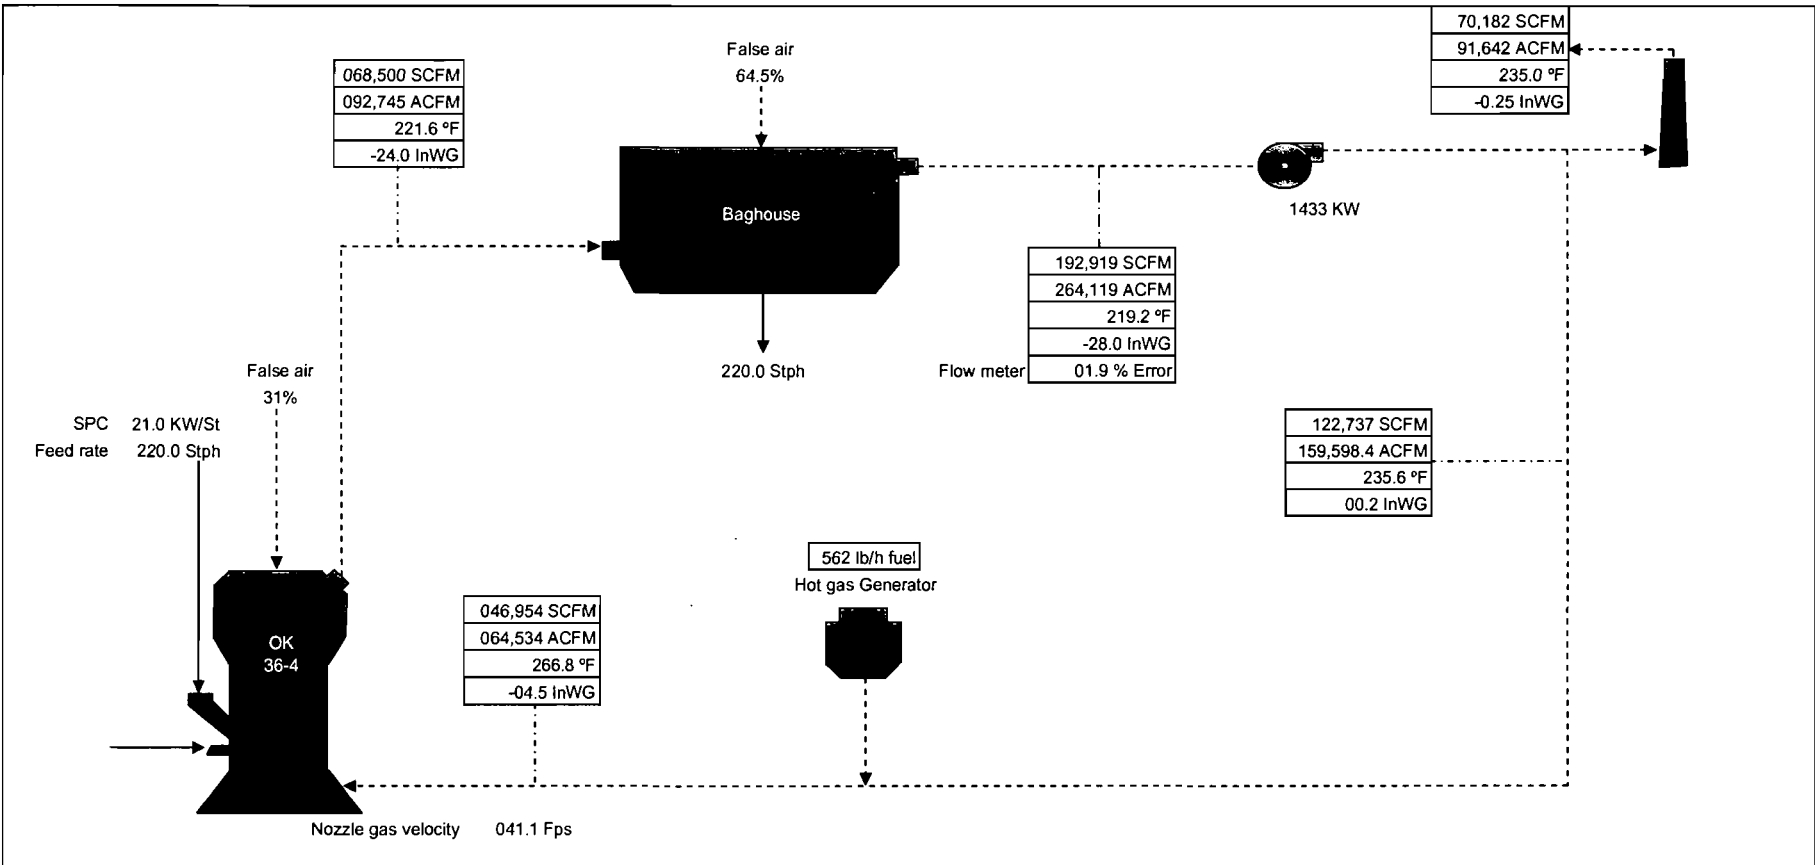 70,182 SCFM
91,642 ACFM
235.0 ºF
-0.25 InWG
False air
64.5%
068,500 SCFM
092,745 ACFM
221.6 ºF
-24.0 InWG
Baghouse
1433 KW
192,919 SCFM
264,119 ACFM
219.2 ºF
-28.0 InWG
Flow meter 01.9 % Error
220.0 Stph
False air
31%
SPC 21.0 KW/St
Feed rate 220.0 Stph
122,737 SCFM
159,598.4 ACFM
235.6 ºF
00.2 InWG
562 lb/h fuel
Hot gas Generator
046,954 SCFM
064,534 ACFM
266.8 ºF
-04.5 InWG
OK
36-4
Nozzle gas velocity 041.1 Fps